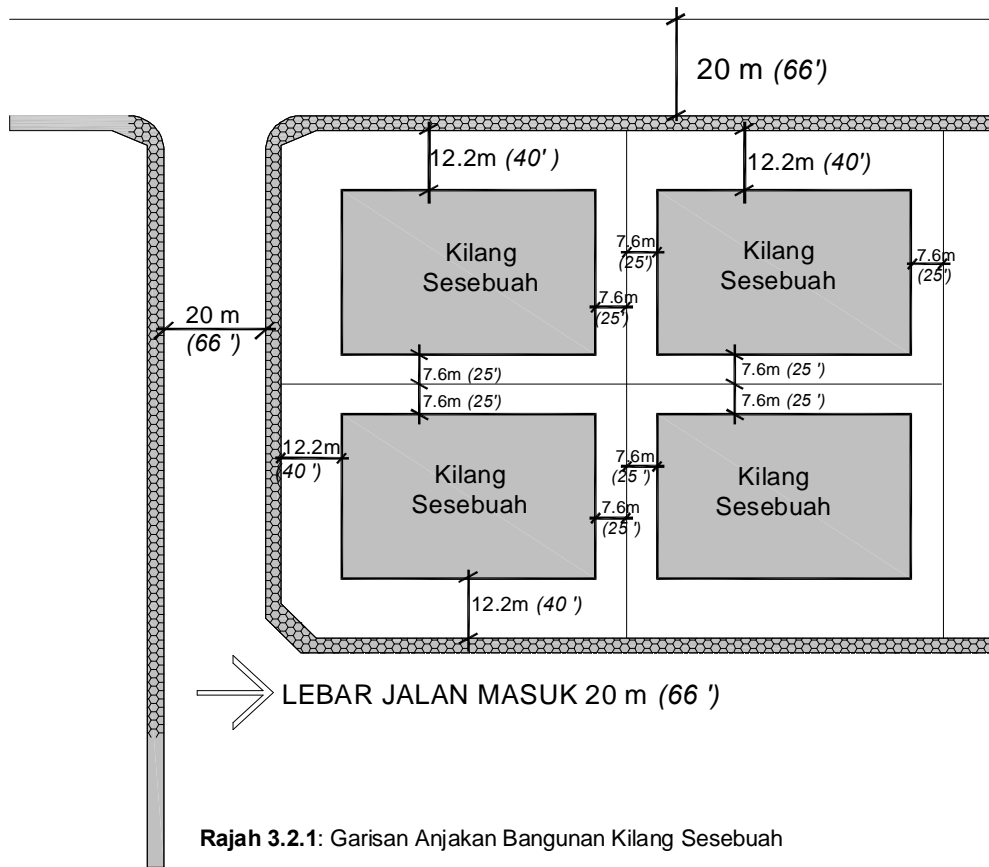 20 m (66')
12.2m (40' )
12.2m (40')
Kilang
Sesebuah
7.6m
(25')
Kilang
Sesebuah
7.6m
(25')
7.6m
(25')
20 m
(66 ')
7.6m (25')
7.6m (25 ')
7.6m (25')
7.6m (25 ')
12.2m
(40 ')
Kilang
Sesebuah
7.6m
(25 ')
Kilang
Sesebuah
7.6m
(25 ')
12.2m (40 ')
LEBAR JALAN MASUK 20 m (66 ')
Rajah 3.2.1: Garisan Anjakan Bangunan Kilang Sesebuah